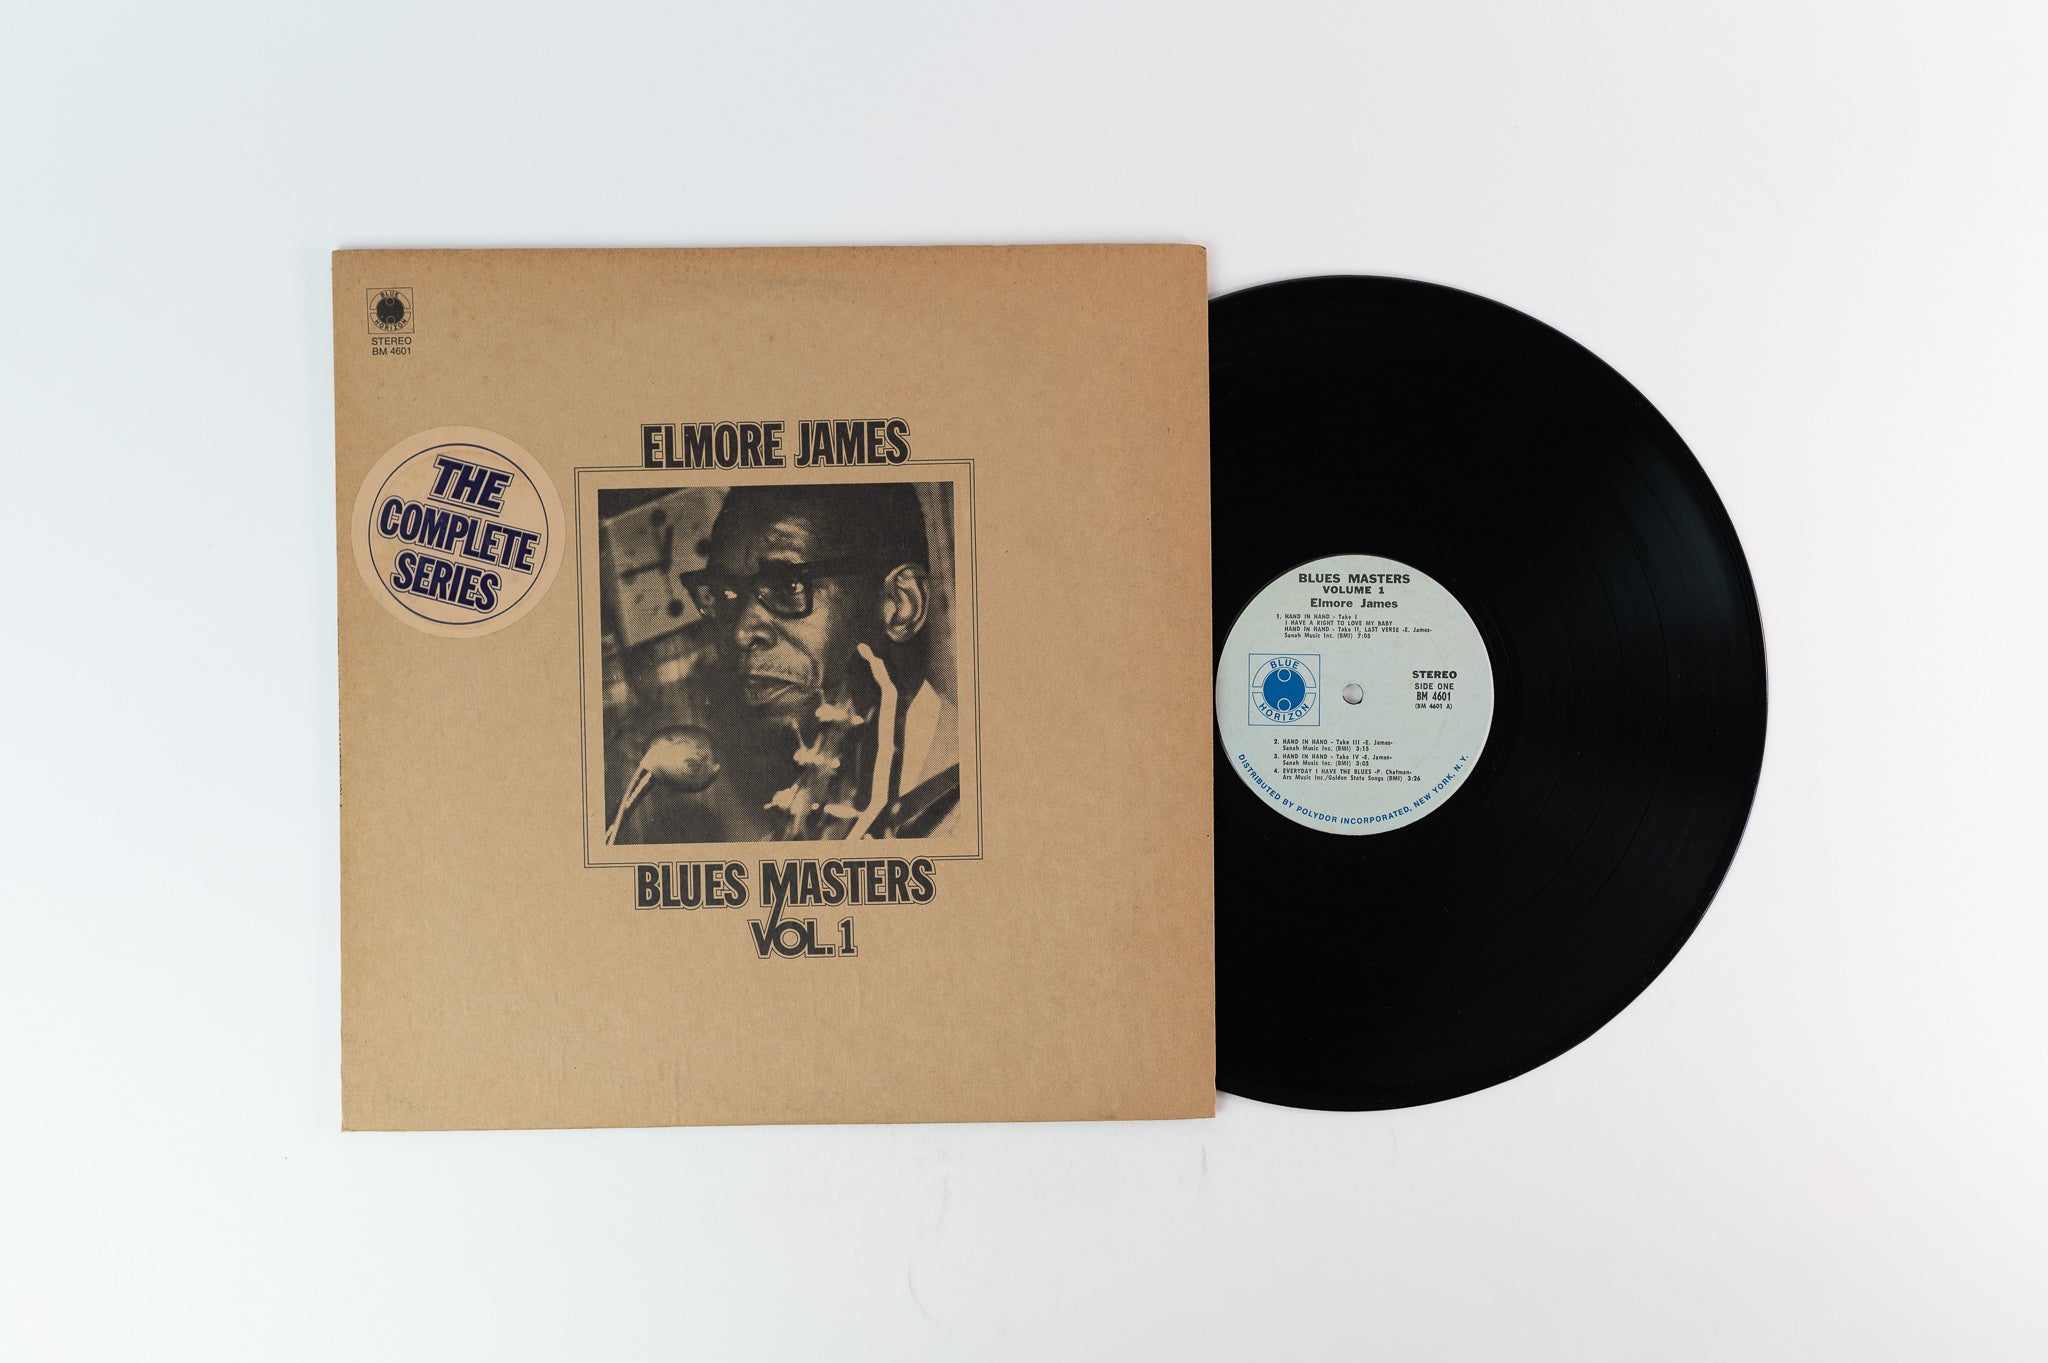 BLUE
HORIZON
STEREO
BM 4601
THE
COMPLETE
SERIES
ELMORE JAMES
BLUES MASTERS
VOL. 1
BLUES MASTERS
VOLUME 1
Elmore James
1. HAND IN HAND - Take I
I HAVE A RIGHT TO LOVE MY BABY
HAND IN HAND - Take II, LAST VERSE -E. James-
Sanah Music Inc. (BMI) 7:05
BLUE
HORIZON
STEREO
SIDE ONE
BM 4601
(BM 4601 A)
2. HAND IN HAND - Take III -E. James-
Sanah Music Inc. (BMI) 3:15
3. HAND IN HAND - Take IV -E. James-
Sanah Music Inc. (BMI) 3:05
4. EVERYDAY I HAVE THE BLUES -P. Chatman-
Arc Music Inc./Golden State Songs (BMI) 3:26
DISTRIBUTED BY POLYDOR INCORPORATED, NEW YORK, N. Y.